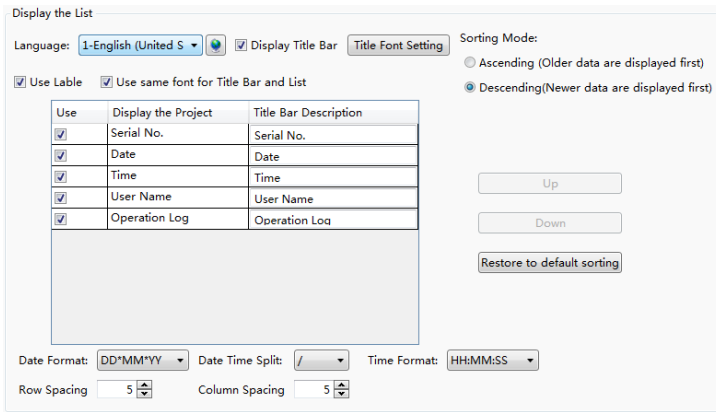 Display the List
Language: 1-English (United S Display Title Bar Title Font Setting
Sorting Mode:
Ascending (Older data are displayed first)
Descending(Newer data are displayed first)
Use Lable Use same font for Title Bar and List
Use Display the Project Title Bar Description
Serial No. Serial No.
Date Date
Time Time
User Name User Name
Operation Log Operation Log
Up
Down
Restore to default sorting
Date Format: DD*MM*YY Date Time Split: / Time Format: HH:MM:SS
Row Spacing 5 Column Spacing 5